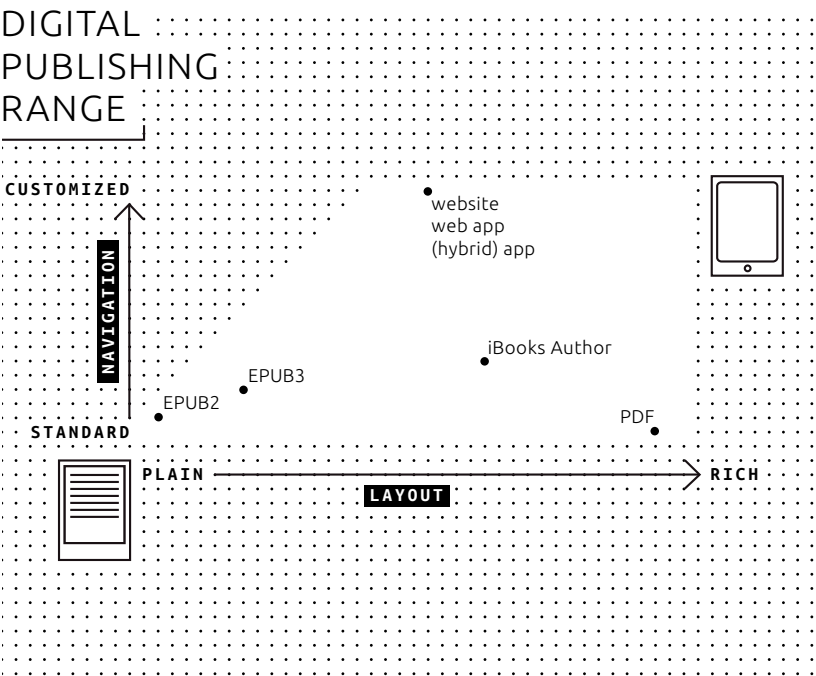 DIGITAL
PUBLISHING
RANGE
CUSTOMIZED
website
web app
(hybrid) app
NAVIGATION
iBooks Author
EPUB3
EPUB2
PDF
STANDARD
PLAIN
RICH
LAYOUT